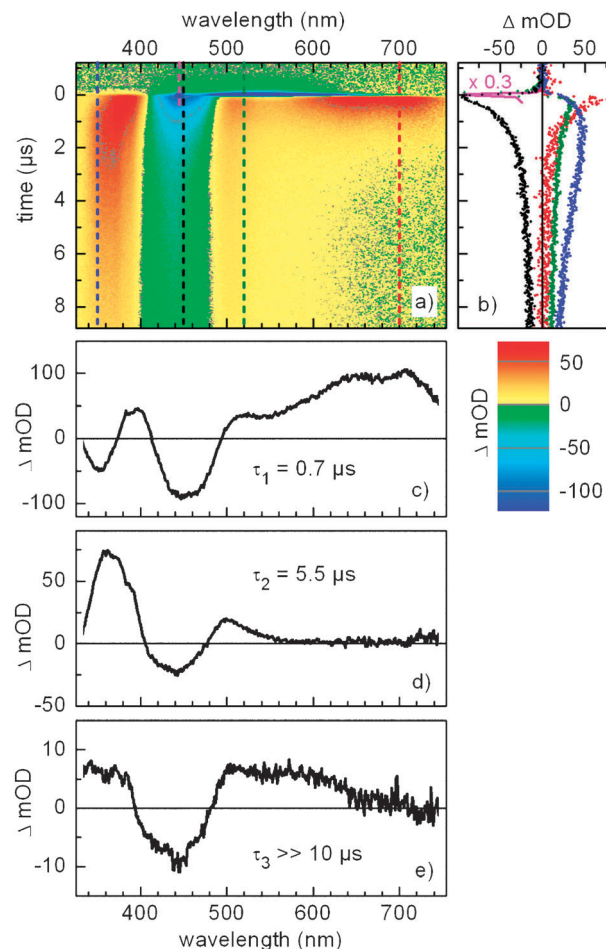 wavelength (nm)
400 500 600 700
Δ mOD
-50 0 50
x 0.3
time (µs)
0
2
4
6
8
a)
b)
Δ mOD
100
0
-100
τ1 = 0.7 µs
c)
50
0
-50
-100
Δ mOD
Δ mOD
50
0
-50
τ2 = 5.5 µs
d)
Δ mOD
10
0
-10
τ3 >> 10 µs
e)
400 500 600 700
wavelength (nm)